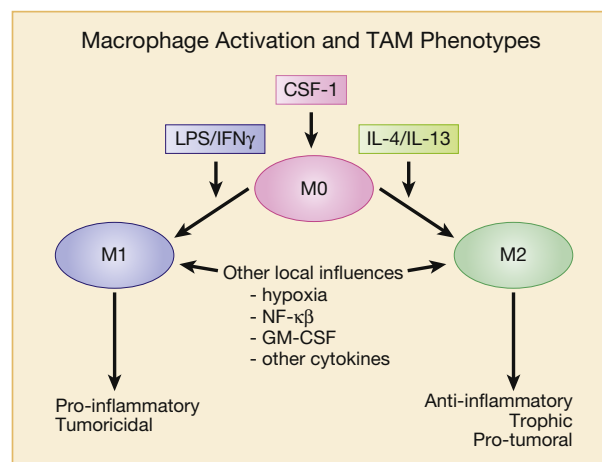 Macrophage Activation and TAM Phenotypes
CSF-1
LPS/IFNγ
IL-4/IL-13
M0
M1
M2
Other local influences
- hypoxia
- NF-κβ
- GM-CSF
- other cytokines
Pro-inflammatory
Tumoricidal
Anti-inflammatory
Trophic
Pro-tumoral